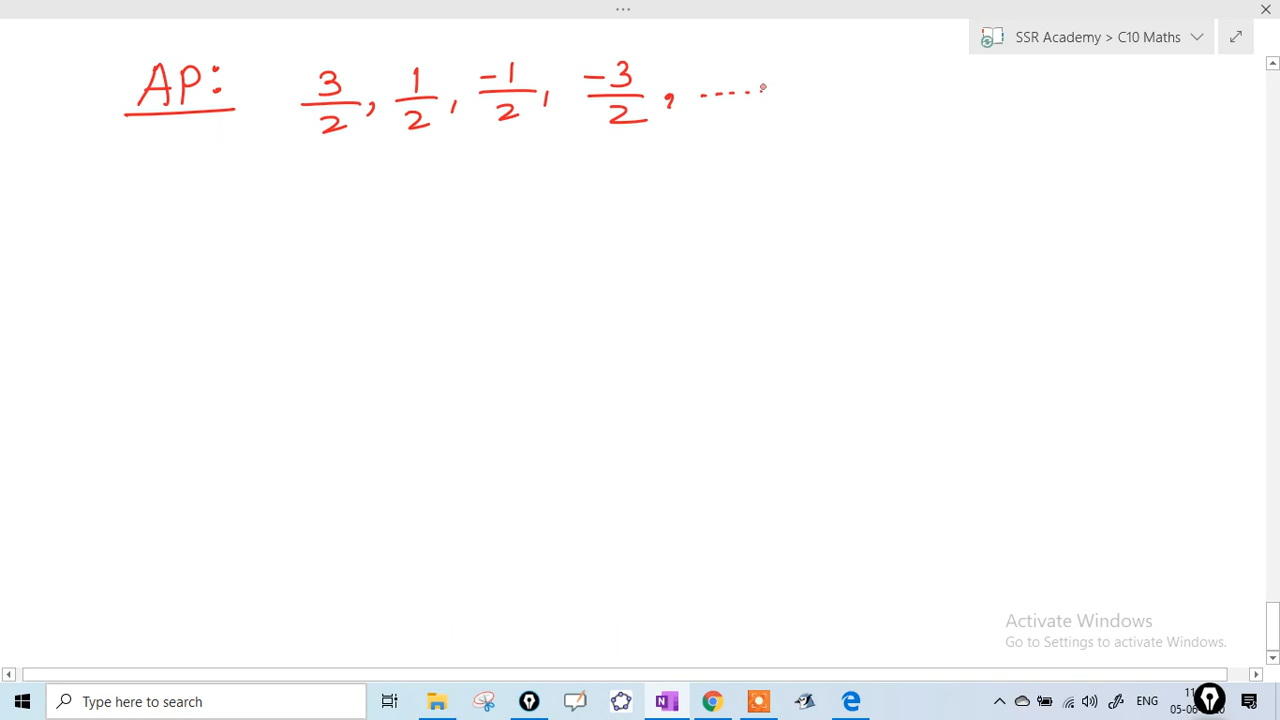 ...
SSR Academy > C10 Maths
AP: 3/2, 1/2, -1/2, -3/2, .....
Activate Windows
Go to Settings to activate Windows.
Type here to search
ENG